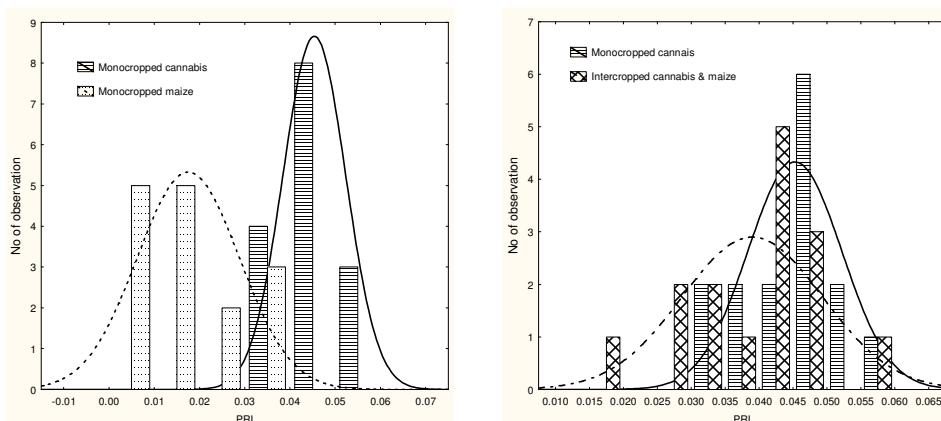 9
8
7
6
5
4
3
2
1
0
No of observation
Monocropped cannabis
Monocropped maize
-0.01 0.00 0.01 0.02 0.03 0.04 0.05 0.06 0.07
PRI
7
6
5
4
3
2
1
0
No of observation
Monocropped cannais
Intercropped cannabis & maize
0.010 0.015 0.020 0.025 0.030 0.035 0.040 0.045 0.050 0.055 0.060 0.065
PRI